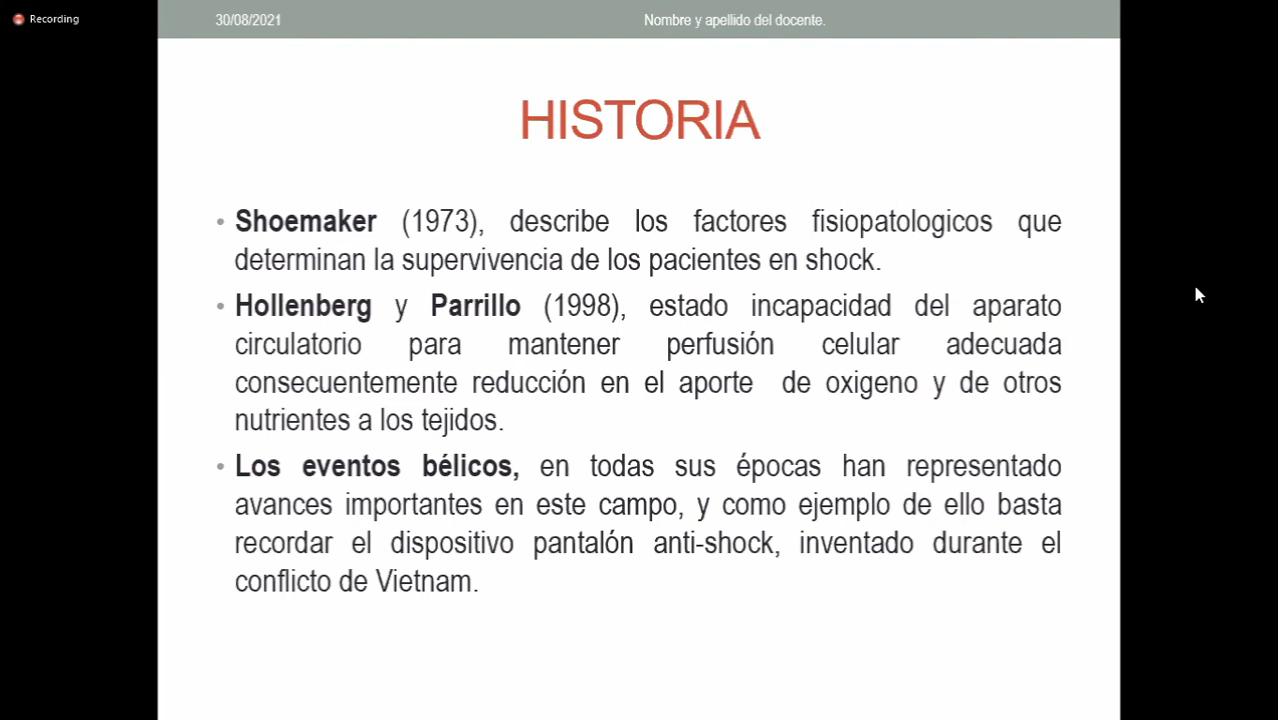 Recording
30/08/2021
Nombre y apellido del docente.
HISTORIA
• Shoemaker (1973), describe los factores fisiopatologicos que
determinan la supervivencia de los pacientes en shock.
• Hollenberg y Parrillo (1998), estado incapacidad del aparato
circulatorio para mantener perfusión celular adecuada
consecuentemente reducción en el aporte de oxigeno y de otros
nutrientes a los tejidos.
• Los eventos bélicos, en todas sus épocas han representado
avances importantes en este campo, y como ejemplo de ello basta
recordar el dispositivo pantalón anti-shock, inventado durante el
conflicto de Vietnam.